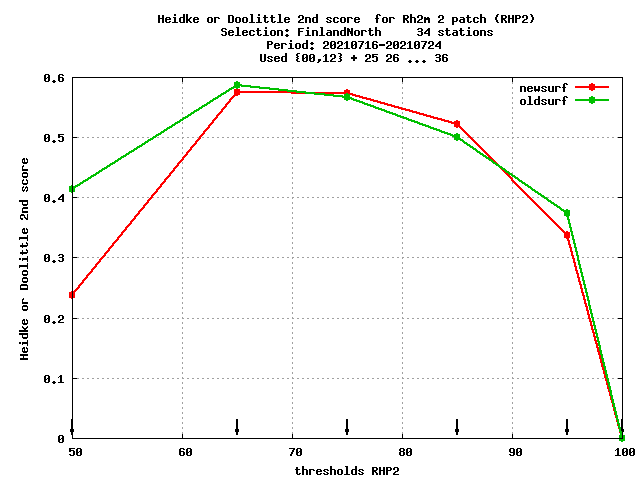 Heidke or Doolittle 2nd score  for Rh2m 2 patch (RHP2)
Selection: FinlandNorth     34 stations
Period: 20210716-20210724
Used {00,12} + 25 26 ... 36
newsurf
oldsurf
0.6
0.5
0.4
0.3
0.2
0.1
0
Heidke or Doolittle 2nd score
50 60 70 80 90 100
thresholds RHP2